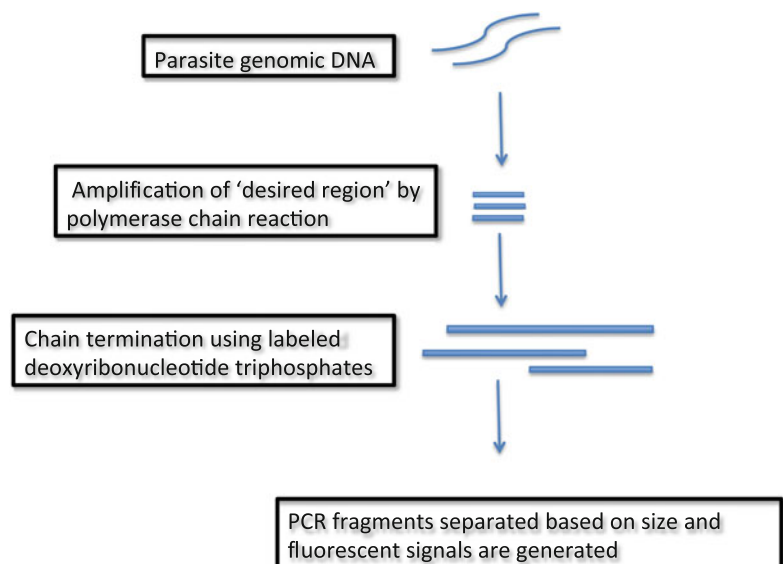 Parasite genomic DNA
Amplification of ‘desired region’ by
polymerase chain reaction
Chain termination using labeled
deoxyribonucleotide triphosphates
PCR fragments separated based on size and
fluorescent signals are generated